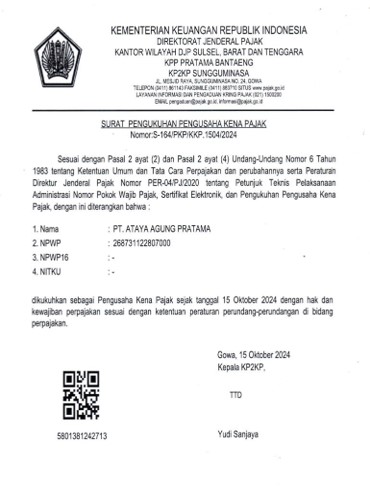 KEMENTERIAN KEUANGAN REPUBLIK INDONESIA
DIREKTORAT JENDERAL PAJAK
KANTOR WILAYAH DJP SULSEL, BARAT DAN TENGGARA
KPP PRATAMA BANTAENG
KP2KP SUNGGUMINASA
JL. MESJID RAYA, SUNGGUMINASA NO. 24, GOWA
TELEPON (0411) 861143 FAKSIMILE (0411) 883710 SITUS www.pajak.go.id
LAYANAN INFORMASI DAN PENGADUAN KRING PAJAK (021) 1500200
EMAIL pengaduan@pajak.go.id, informasi@pajak.go.id
SURAT PENGUKUHAN PENGUSAHA KENA PAJAK
Nomor:S-164/PKP/KKP.1504/2024
Sesuai dengan Pasal 2 ayat (2) dan Pasal 2 ayat (4) Undang-Undang Nomor 6 Tahun
1983 tentang Ketentuan Umum dan Tata Cara Perpajakan dan perubahannya serta Peraturan
Direktur Jenderal Pajak Nomor PER-04/PJ/2020 tentang Petunjuk Teknis Pelaksanaan
Administrasi Nomor Pokok Wajib Pajak, Sertifikat Elektronik, dan Pengukuhan Pengusaha Kena
Pajak, dengan ini diterangkan bahwa :
1. Nama : PT. ATAYA AGUNG PRATAMA
2. NPWP : 268731122807000
3. NPWP16 : -
4. NITKU : -
dikukuhkan sebagai Pengusaha Kena Pajak sejak tanggal 15 Oktober 2024 dengan hak dan
kewajiban perpajakan sesuai dengan ketentuan peraturan perundang-perundangan di bidang
perpajakan.
Gowa, 15 Oktober 2024
Kepala KP2KP,
TTD
5801381242713
Yudi Sanjaya